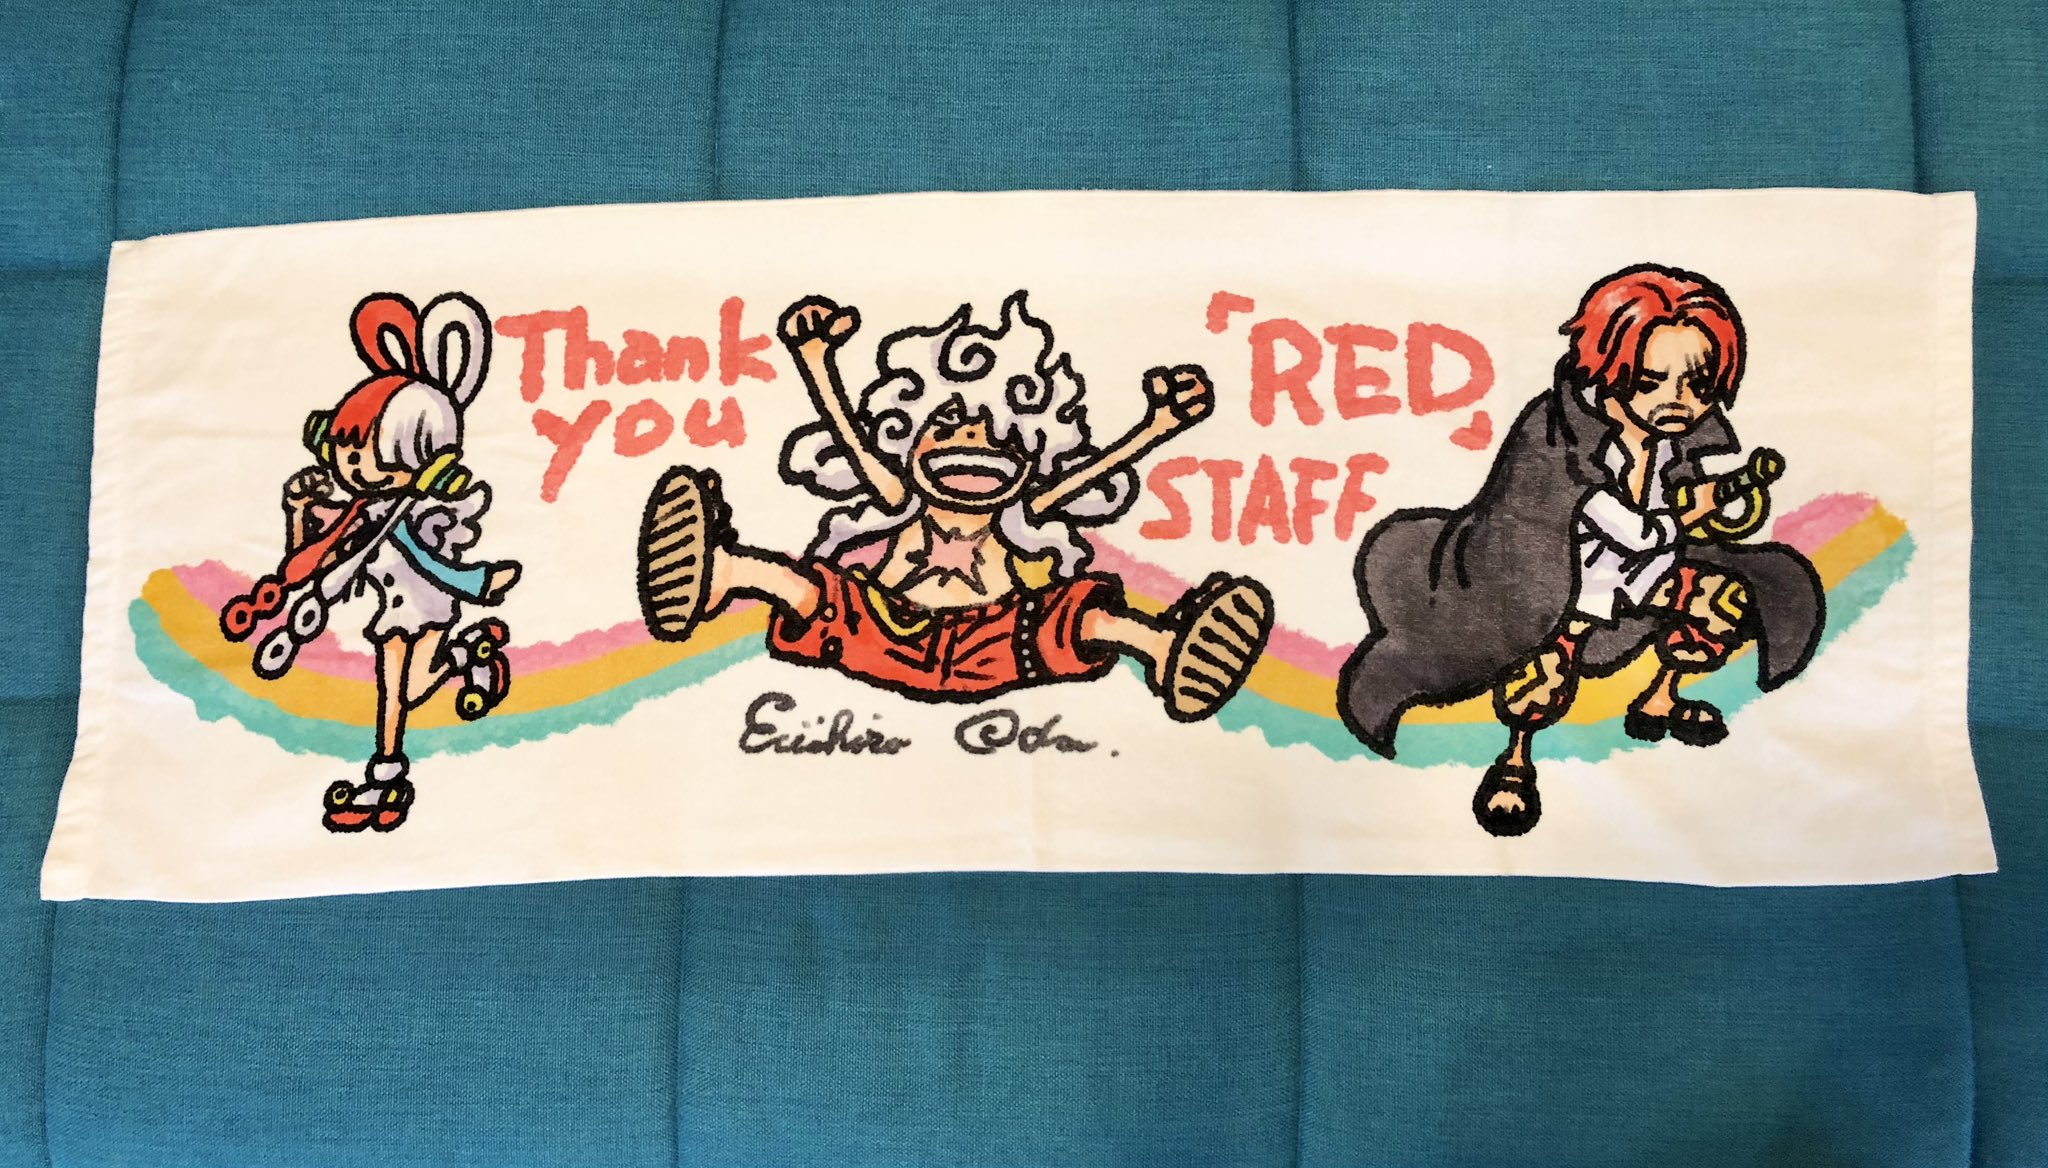 Thank
you
「RED」
STAFF
Eiichiro Oda.